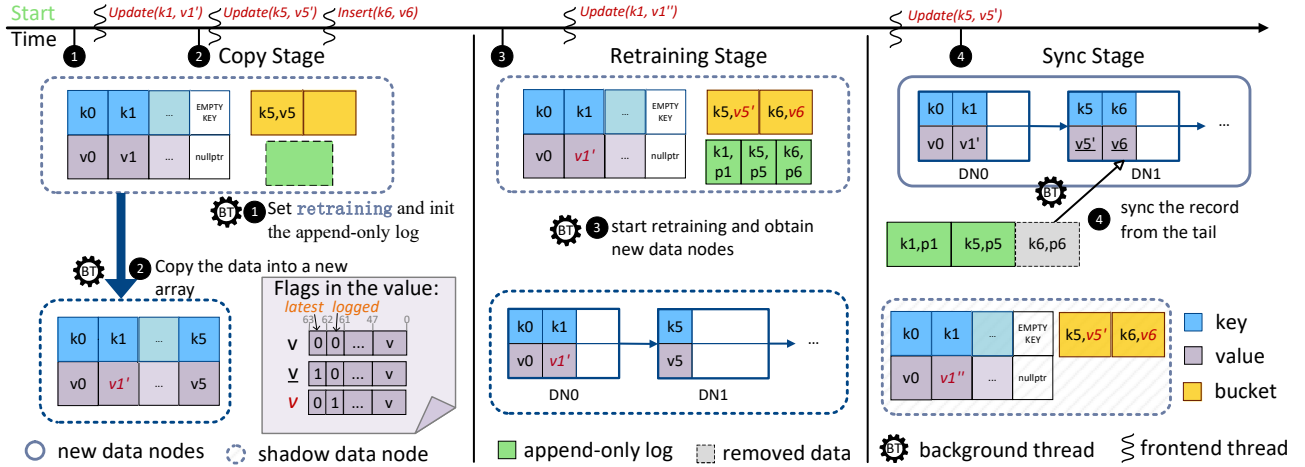 Start
Update(k1, v1')
Update(k5, v5')
Insert(k6, v6)
Update(k1, v1'')
Update(k5, v5')
Time
1
2
Copy Stage
3
Retraining Stage
4
Sync Stage
k0 k1 ... EMPTY KEY
v0 v1 ... nullptr
k5,v5
BT 1 Set retraining and init
the append-only log
BT 2 Copy the data into a new
array
k0 k1 ... k5
v0 v1' ... v5
Flags in the value:
latest logged
63 62 61 47 0
v 0 0 ... v
v 1 0 ... v
v 0 1 ... v
k0 k1 ... EMPTY KEY
v0 v1' ... nullptr
k5,v5' k6,v6
k1, k5, k6,
p1 p5 p6
BT 3 start retraining and obtain
new data nodes
k0 k1
v0 v1'
DN0
k5
v5
DN1
...
k0 k1
v0 v1'
DN0
k5 k6
v5' v6
DN1
...
BT
4 sync the record
from the tail
k1,p1 k5,p5 k6,p6
k0 k1 ... EMPTY KEY
v0 v1'' ... nullptr
k5,v5' k6,v6
key
value
bucket
new data nodes
shadow data node
append-only log
removed data
BT background thread
frontend thread